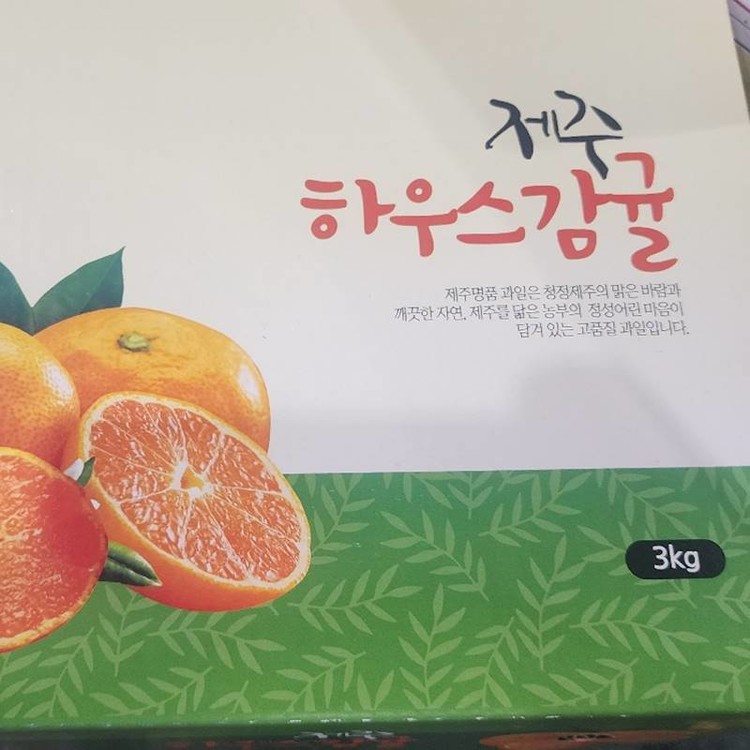 제주
하우스감귤
제주명품 과일은 청정제주의 맑은 바람과
깨끗한 자연, 제주를 닮은 농부의 정성어린 마음이
담겨 있는 고품질 과일입니다.
3kg